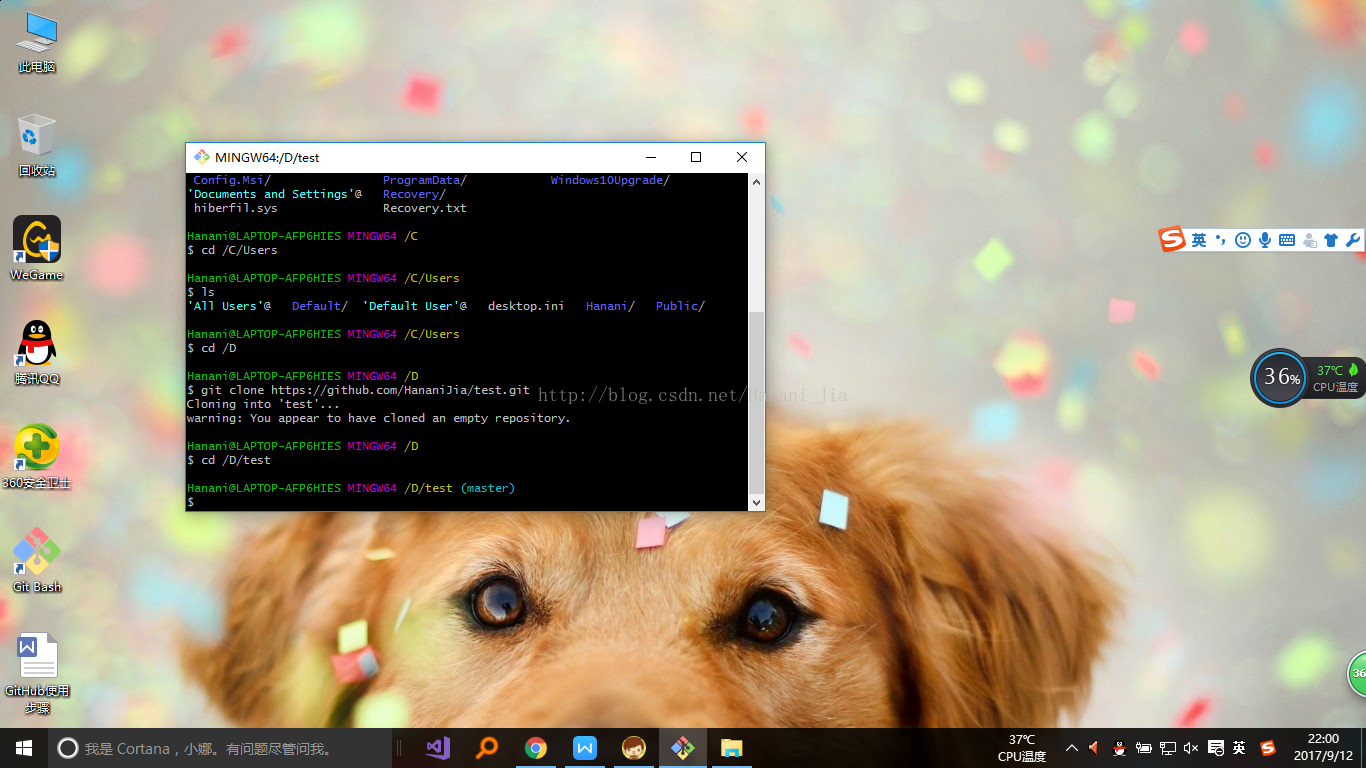 此电脑
回收站
WeGame
腾讯QQ
360安全卫士
Git Bash
GitHub使用
步骤
MINGW64:/D/test
Config.Msi/ ProgramData/ Windows10Upgrade/
'Documents and Settings'@ Recovery/
hiberfil.sys Recovery.txt
Hanani@LAPTOP-AFP6HIES MINGW64 /C
$ cd /C/Users
Hanani@LAPTOP-AFP6HIES MINGW64 /C/Users
$ ls
'All Users'@ Default/ 'Default User'@ desktop.ini Hanani/ Public/
Hanani@LAPTOP-AFP6HIES MINGW64 /C/Users
$ cd /D
Hanani@LAPTOP-AFP6HIES MINGW64 /D
$ git clone https://github.com/HananiJia/test.git
Cloning into 'test'...
warning: You appear to have cloned an empty repository.
Hanani@LAPTOP-AFP6HIES MINGW64 /D
$ cd /D/test
Hanani@LAPTOP-AFP6HIES MINGW64 /D/test (master)
$
http://blog.csdn.net/Hanani_Jia
英
36%
37℃
CPU温度
36
我是 Cortana，小娜。有问题尽管问我。
37℃
CPU温度
英
22:00
2017/9/12